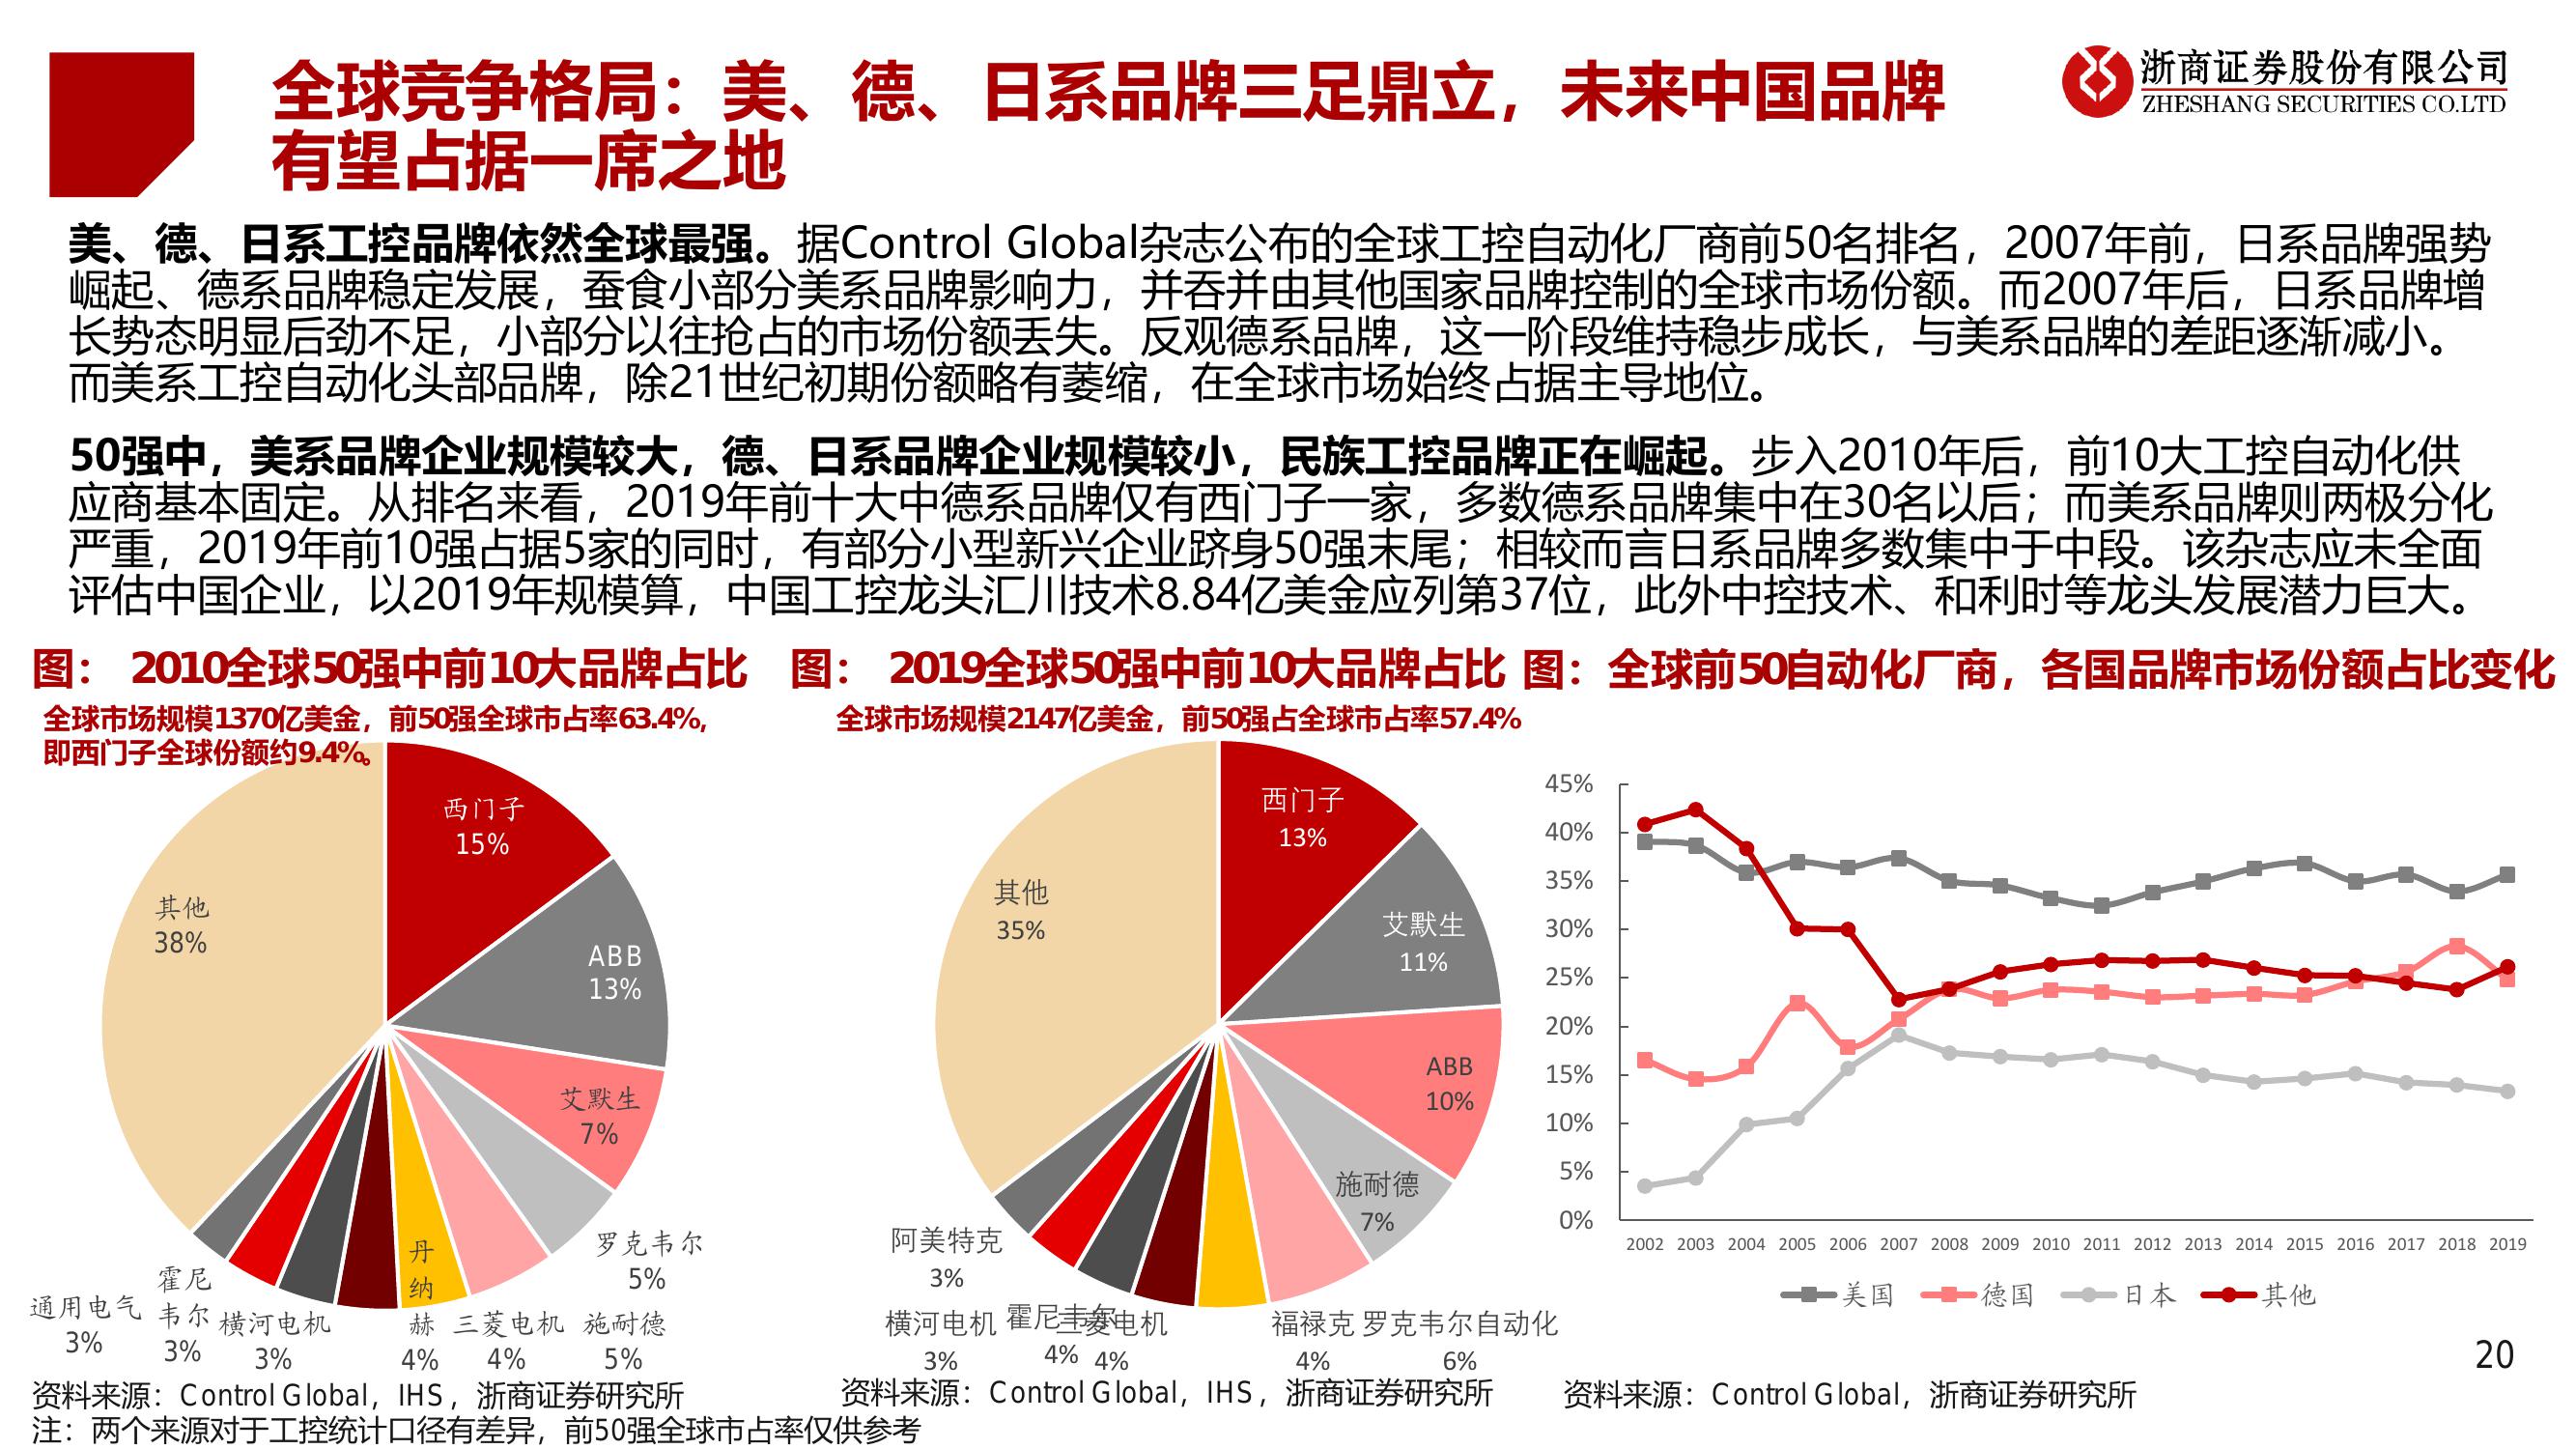 全球竞争格局：美、德、日系品牌三足鼎立，未来中国品牌
有望占据一席之地
浙商证券股份有限公司
ZHESHANG SECURITIES CO.LTD
美、德、日系工控品牌依然全球最强。据Control Global杂志公布的全球工控自动化厂商前50名排名，2007年前，日系品牌强势
崛起、德系品牌稳定发展，蚕食小部分美系品牌影响力，并吞并由其他国家品牌控制的全球市场份额。而2007年后，日系品牌增
长势态明显后劲不足，小部分以往抢占的市场份额丢失。反观德系品牌，这一阶段维持稳步成长，与美系品牌的差距逐渐减小。
而美系工控自动化头部品牌，除21世纪初期份额略有萎缩，在全球市场始终占据主导地位。
50强中，美系品牌企业规模较大，德、日系品牌企业规模较小，民族工控品牌正在崛起。步入2010年后，前10大工控自动化供
应商基本固定。从排名来看，2019年前十大中德系品牌仅有西门子一家，多数德系品牌集中在30名以后；而美系品牌则两极分化
严重，2019年前10强占据5家的同时，有部分小型新兴企业跻身50强末尾；相较而言日系品牌多数集中于中段。该杂志应未全面
评估中国企业，以2019年规模算，中国工控龙头汇川技术8.84亿美金应列第37位，此外中控技术、和利时等龙头发展潜力巨大。
图： 2010全球50强中前10大品牌占比
全球市场规模1370亿美金，前50强全球市占率63.4%,
即西门子全球份额约9.4%。
西门子
15%
ABB
13%
艾默生
7%
罗克韦尔
5%
施耐德
5%
三菱电机
4%
丹
纳
赫
4%
横河电机
3%
霍尼
韦尔
3%
通用电气
3%
其他
38%
资料来源：Control Global，IHS，浙商证券研究所
注：两个来源对于工控统计口径有差异，前50强全球市占率仅供参考
图： 2019全球50强中前10大品牌占比
全球市场规模2147亿美金，前50强占全球市占率57.4%
西门子
13%
艾默生
11%
ABB
10%
施耐德
7%
罗克韦尔自动化
6%
福禄克
4%
三菱电机
4%
霍尼韦尔
4%
横河电机
3%
阿美特克
3%
其他
35%
资料来源：Control Global，IHS，浙商证券研究所
图：全球前50自动化厂商，各国品牌市场份额占比变化
45%
40%
35%
30%
25%
20%
15%
10%
5%
0%
2002 2003 2004 2005 2006 2007 2008 2009 2010 2011 2012 2013 2014 2015 2016 2017 2018 2019
美国 德国 日本 其他
资料来源：Control Global，浙商证券研究所
20